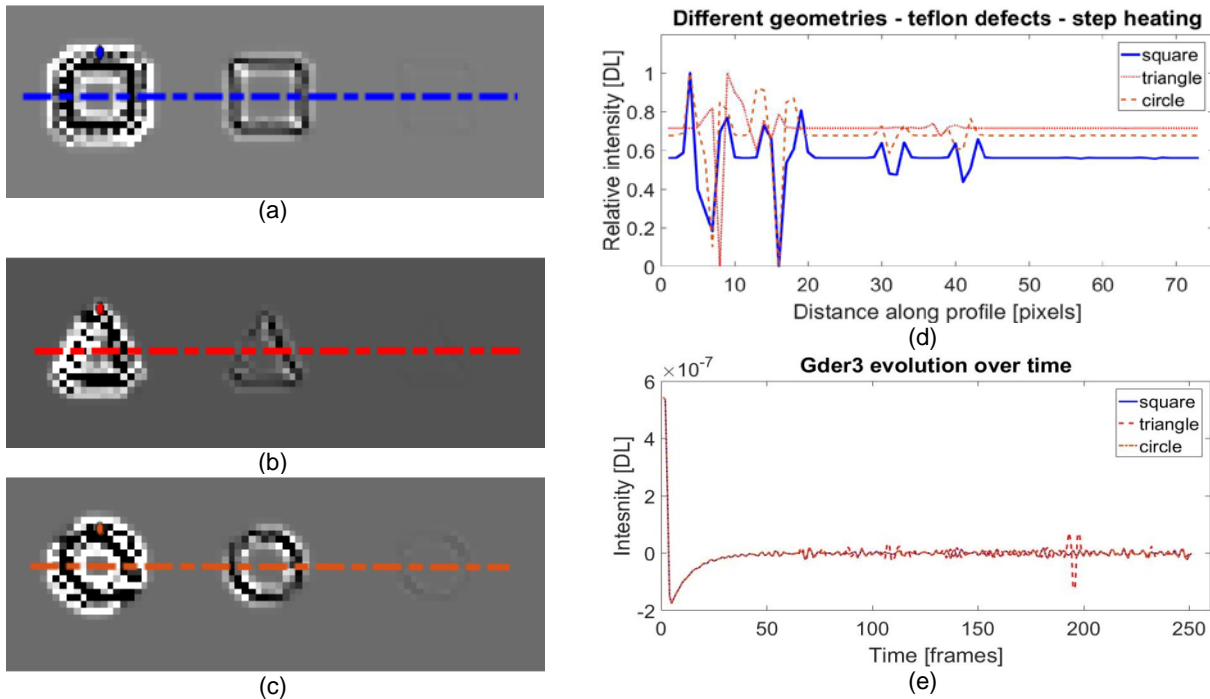 (a)
(b)
(c)
Different geometries - teflon defects - step heating
square
triangle
circle
Relative intensity [DL]
1
0.8
0.6
0.4
0.2
0
0 10 20 30 40 50 60 70
Distance along profile [pixels]
(d)
Gder3 evolution over time
×10⁻⁷
square
triangle
circle
Intesnity [DL]
6
4
2
0
-2
0 50 100 150 200 250
Time [frames]
(e)